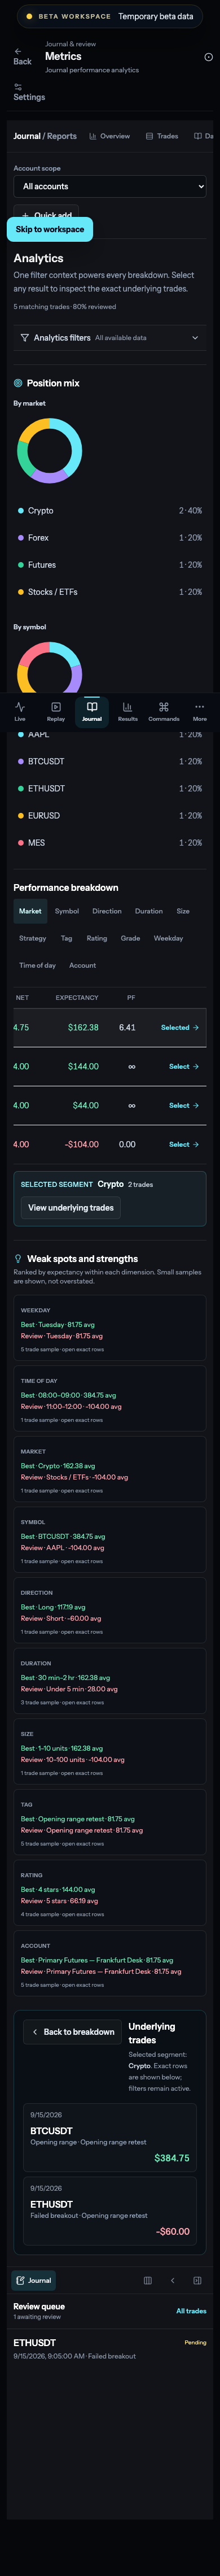 BETA WORKSPACE Temporary beta data
Back
Journal & review
Metrics
Journal performance analytics
Settings
Journal / Reports Overview Trades Da
Account scope
All accounts
Quick add
Skip to workspace
Analytics
One filter context powers every breakdown. Select
any result to inspect the exact underlying trades.
5 matching trades · 80% reviewed
Analytics filters All available data
Position mix
By market
Crypto 2 · 40%
Forex 1 · 20%
Futures 1 · 20%
Stocks / ETFs 1 · 20%
By symbol
Live Replay Journal Results Commands More
AAPL 1 · 20%
BTCUSDT 1 · 20%
ETHUSDT 1 · 20%
EURUSD 1 · 20%
MES 1 · 20%
Performance breakdown
Market Symbol Direction Duration Size
Strategy Tag Rating Grade Weekday
Time of day Account
NET EXPECTANCY PF
4.75 $162.38 6.41 Selected
4.00 $144.00 ∞ Select
4.00 $44.00 ∞ Select
4.00 -$104.00 0.00 Select
SELECTED SEGMENT Crypto 2 trades
View underlying trades
Weak spots and strengths
Ranked by expectancy within each dimension. Small samples
are shown, not overstated.
WEEKDAY
Best · Tuesday · 81.75 avg
Review · Tuesday · 81.75 avg
5 trade sample · open exact rows
TIME OF DAY
Best · 08:00–09:00 · 384.75 avg
Review · 11:00–12:00 · -104.00 avg
1 trade sample · open exact rows
MARKET
Best · Crypto · 162.38 avg
Review · Stocks / ETFs · -104.00 avg
1 trade sample · open exact rows
SYMBOL
Best · BTCUSDT · 384.75 avg
Review · AAPL · -104.00 avg
1 trade sample · open exact rows
DIRECTION
Best · Long · 117.19 avg
Review · Short · -60.00 avg
1 trade sample · open exact rows
DURATION
Best · 30 min–2 hr · 162.38 avg
Review · Under 5 min · 28.00 avg
3 trade sample · open exact rows
SIZE
Best · 1–10 units · 162.38 avg
Review · 10–100 units · -104.00 avg
1 trade sample · open exact rows
TAG
Best · Opening range retest · 81.75 avg
Review · Opening range retest · 81.75 avg
5 trade sample · open exact rows
RATING
Best · 4 stars · 144.00 avg
Review · 5 stars · 66.19 avg
4 trade sample · open exact rows
ACCOUNT
Best · Primary Futures — Frankfurt Desk · 81.75 avg
Review · Primary Futures — Frankfurt Desk · 81.75 avg
5 trade sample · open exact rows
Back to breakdown
Underlying
trades
Selected segment:
Crypto. Exact rows
are shown below;
filters remain active.
9/15/2026
BTCUSDT
Opening range · Opening range retest
$384.75
9/15/2026
ETHUSDT
Failed breakout · Opening range retest
-$60.00
Journal
Review queue
1 awaiting review
All trades
ETHUSDT Pending
9/15/2026, 9:05:00 AM · Failed breakout